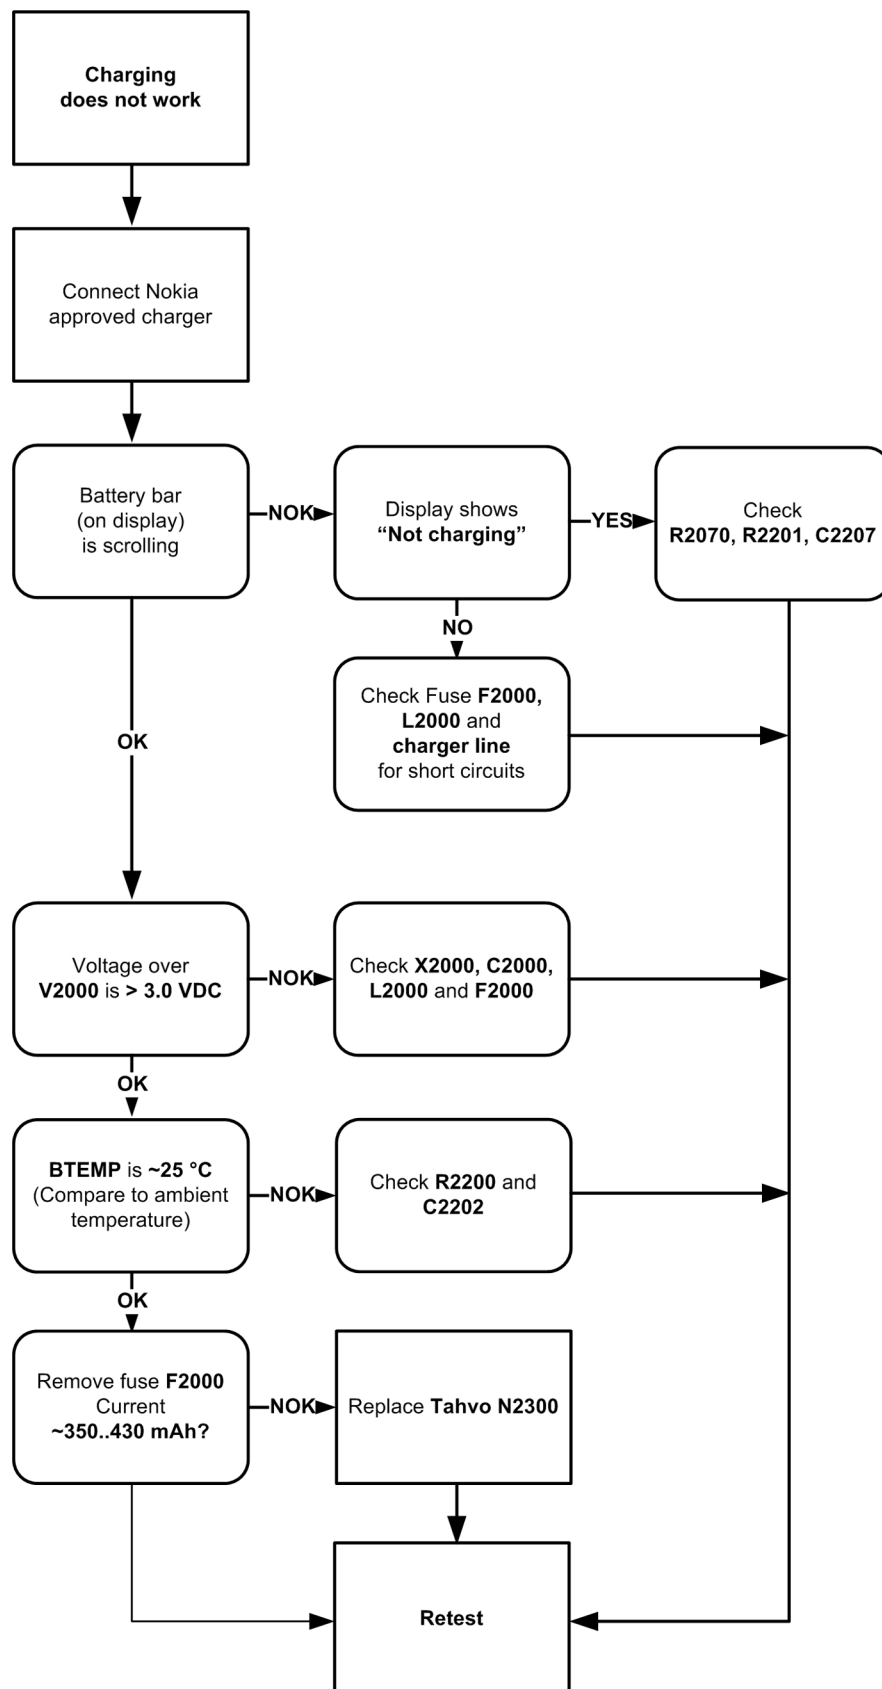 Charging
does not work
Connect Nokia
approved charger
Battery bar
(on display)
is scrolling
NOK
Display shows
“Not charging”
YES
Check
R2070, R2201, C2207
NO
Check Fuse F2000,
L2000 and
charger line
for short circuits
OK
Voltage over
V2000 is > 3.0 VDC
NOK
Check X2000, C2000,
L2000 and F2000
OK
BTEMP is ~25 °C
(Compare to ambient
temperature)
NOK
Check R2200 and
C2202
OK
Remove fuse F2000
Current
~350..430 mAh?
NOK
Replace Tahvo N2300
Retest